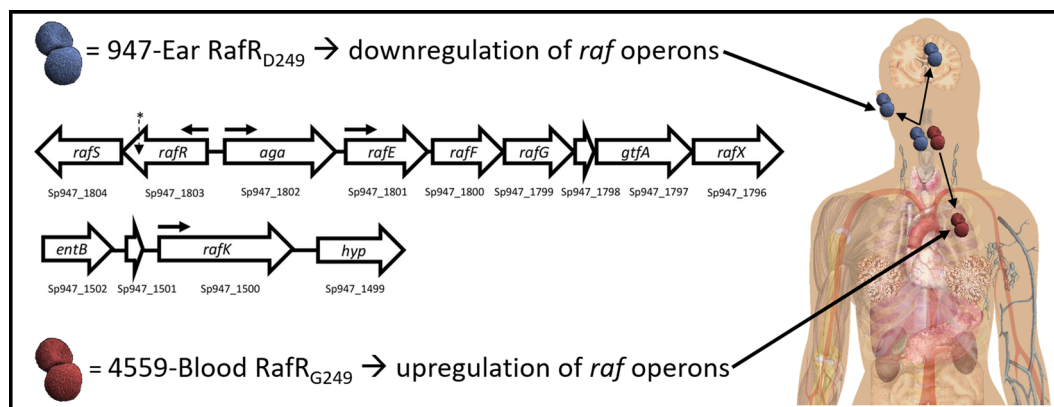 = 947-Ear RafR_D249 → downregulation of raf operons
*
rafS rafR aga rafE rafF rafG gtfA rafX
Sp947_1804 Sp947_1803 Sp947_1802 Sp947_1801 Sp947_1800 Sp947_1799 Sp947_1798 Sp947_1797 Sp947_1796
entB rafK hyp
Sp947_1502 Sp947_1501 Sp947_1500 Sp947_1499
= 4559-Blood RafR_G249 → upregulation of raf operons